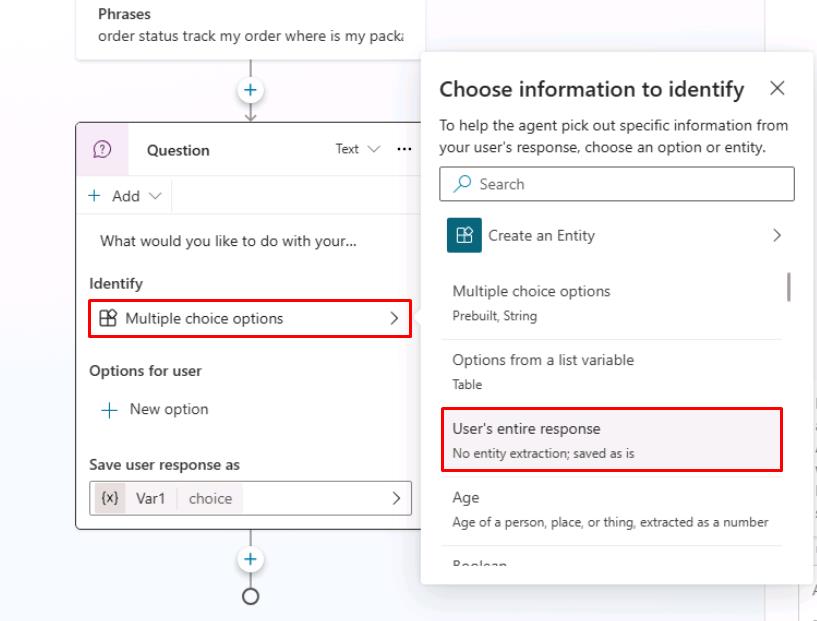 Phrases
order status track my order where is my packa
Question
Text
Add
What would you like to do with your...
Identify
Multiple choice options
Options for user
New option
Save user response as
{x} Var1 choice
Choose information to identify
To help the agent pick out specific information from
your user's response, choose an option or entity.
Search
Create an Entity
Multiple choice options
Prebuilt, String
Options from a list variable
Table
User's entire response
No entity extraction; saved as is
Age
Age of a person, place, or thing, extracted as a number
Boolean